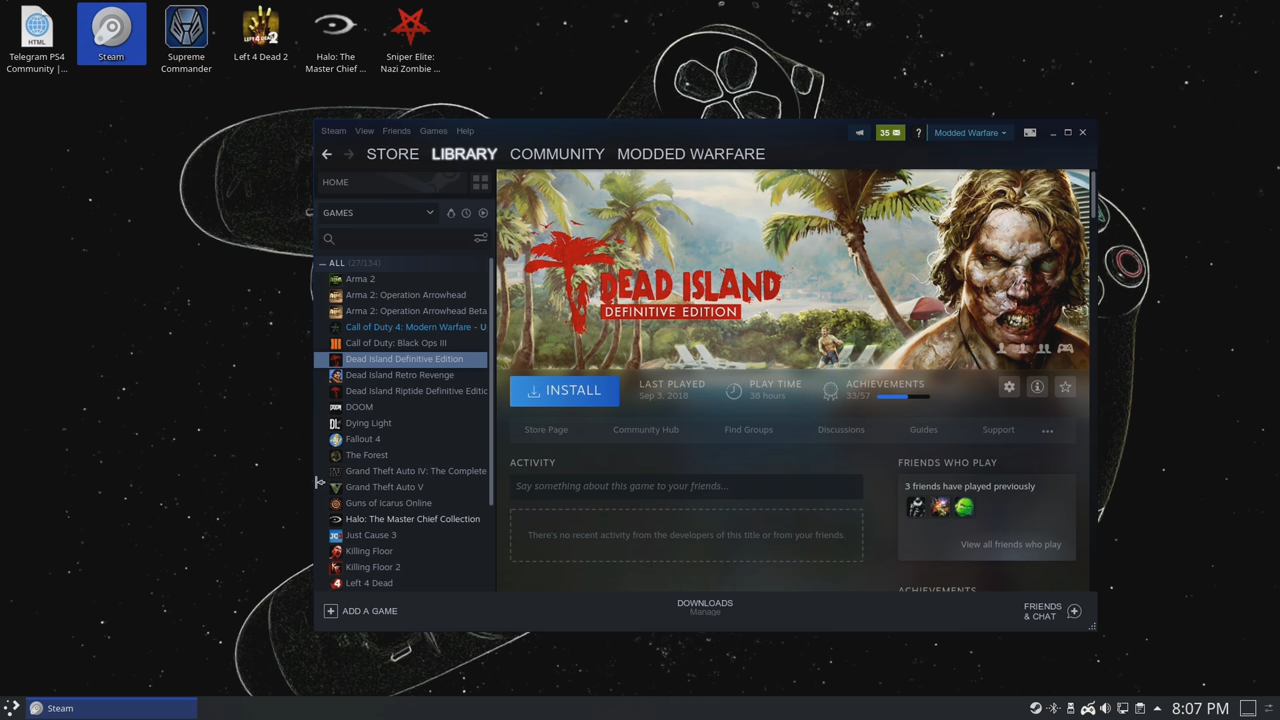 HTML
Telegram PS4
Community |...
Steam
Supreme
Commander
Left 4 Dead 2
Halo: The
Master Chief ...
Sniper Elite:
Nazi Zombie ...
Steam View Friends Games Help
35
?
Modded Warfare
STORE LIBRARY COMMUNITY MODDED WARFARE
HOME
GAMES
ALL (27/134)
Arma 2
Arma 2: Operation Arrowhead
Arma 2: Operation Arrowhead Beta
Call of Duty 4: Modern Warfare - U
Call of Duty: Black Ops III
Dead Island Definitive Edition
Dead Island Retro Revenge
Dead Island Riptide Definitive Editic
DOOM
Dying Light
Fallout 4
The Forest
Grand Theft Auto IV: The Complete
Grand Theft Auto V
Guns of Icarus Online
Halo: The Master Chief Collection
Just Cause 3
Killing Floor
Killing Floor 2
Left 4 Dead
DEAD ISLAND
DEFINITIVE EDITION
INSTALL
LAST PLAYED
Sep 3, 2018
PLAY TIME
38 hours
ACHIEVEMENTS
33/57
Store Page Community Hub Find Groups Discussions Guides Support
ACTIVITY
Say something about this game to your friends...
There's no recent activity from the developers of this title or from your friends.
FRIENDS WHO PLAY
3 friends have played previously
View all friends who play
ACHIEVEMENTS
ADD A GAME
DOWNLOADS
Manage
FRIENDS
& CHAT
Steam
8:07 PM